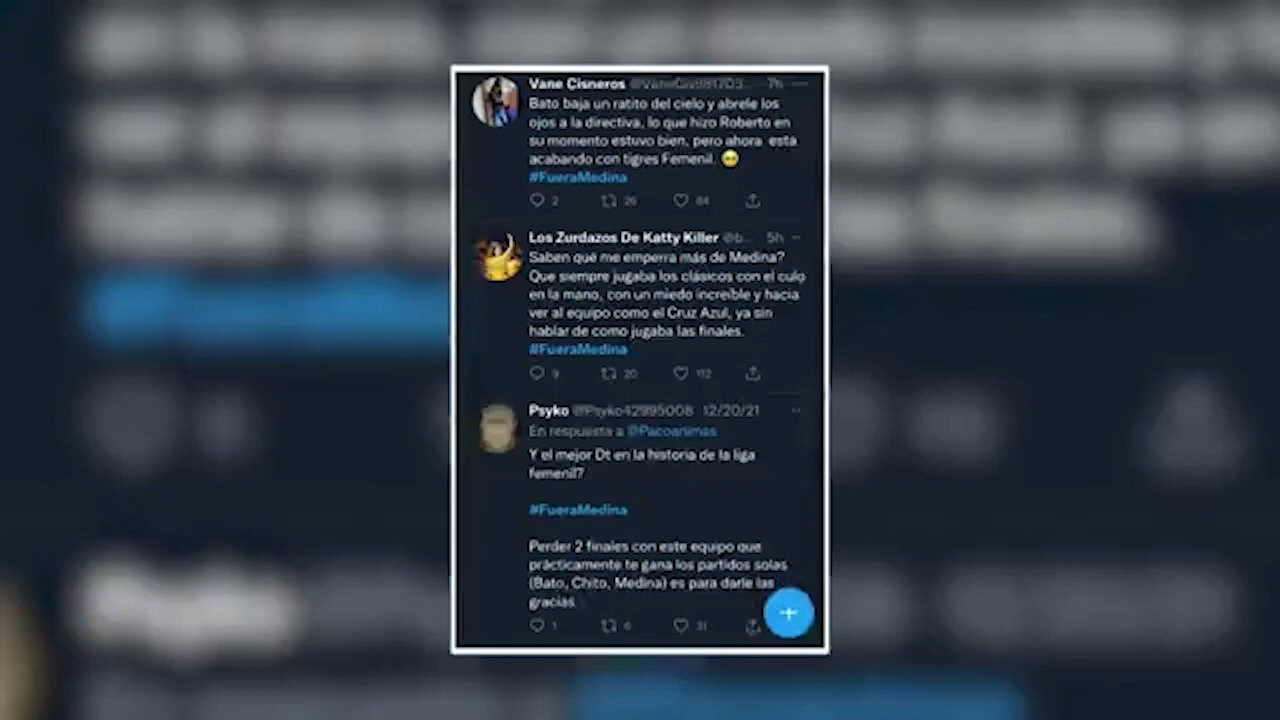 Vane Cisneros 7h
Bato baja un ratito del cielo y abrele los
ojos a la directiva, lo que hizo Roberto en
su momento estuvo bien, pero ahora esta
acabando con tigres Femenil.
#FueraMedina
2 26 84
Los Zurdazos De Katty Killer @b... 5h
Saben qué me emperra más de Medina?
Que siempre jugaba los clásicos con el culo
en la mano, con un miedo increíble y hacia
ver al equipo como el Cruz Azul, ya sin
hablar de como jugaba las finales.
#FueraMedina
9 20 112
Psyko @Psyko42995008 12/20/21
En respuesta a @Pacoanimas
Y el mejor Dt en la historia de la liga
femenil?
#FueraMedina
Perder 2 finales con este equipo que
prácticamente te gana los partidos solas
(Bato, Chito, Medina) es para darle las
gracias
1 6 31